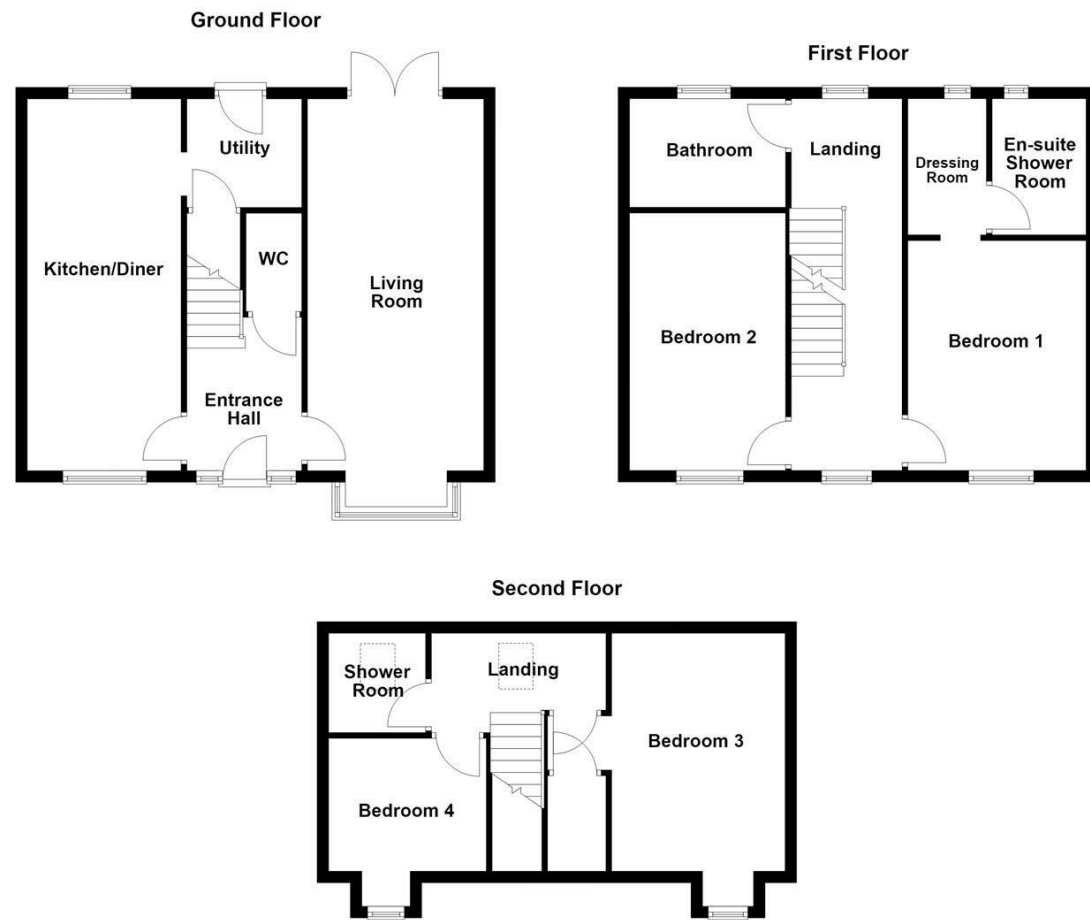 Ground Floor
Utility
Kitchen/Diner
WC
Living
Room
Entrance
Hall
First Floor
Bathroom
Landing
Dressing
Room
En-suite
Shower
Room
Bedroom 2
Bedroom 1
Second Floor
Shower
Room
Landing
Bedroom 3
Bedroom 4